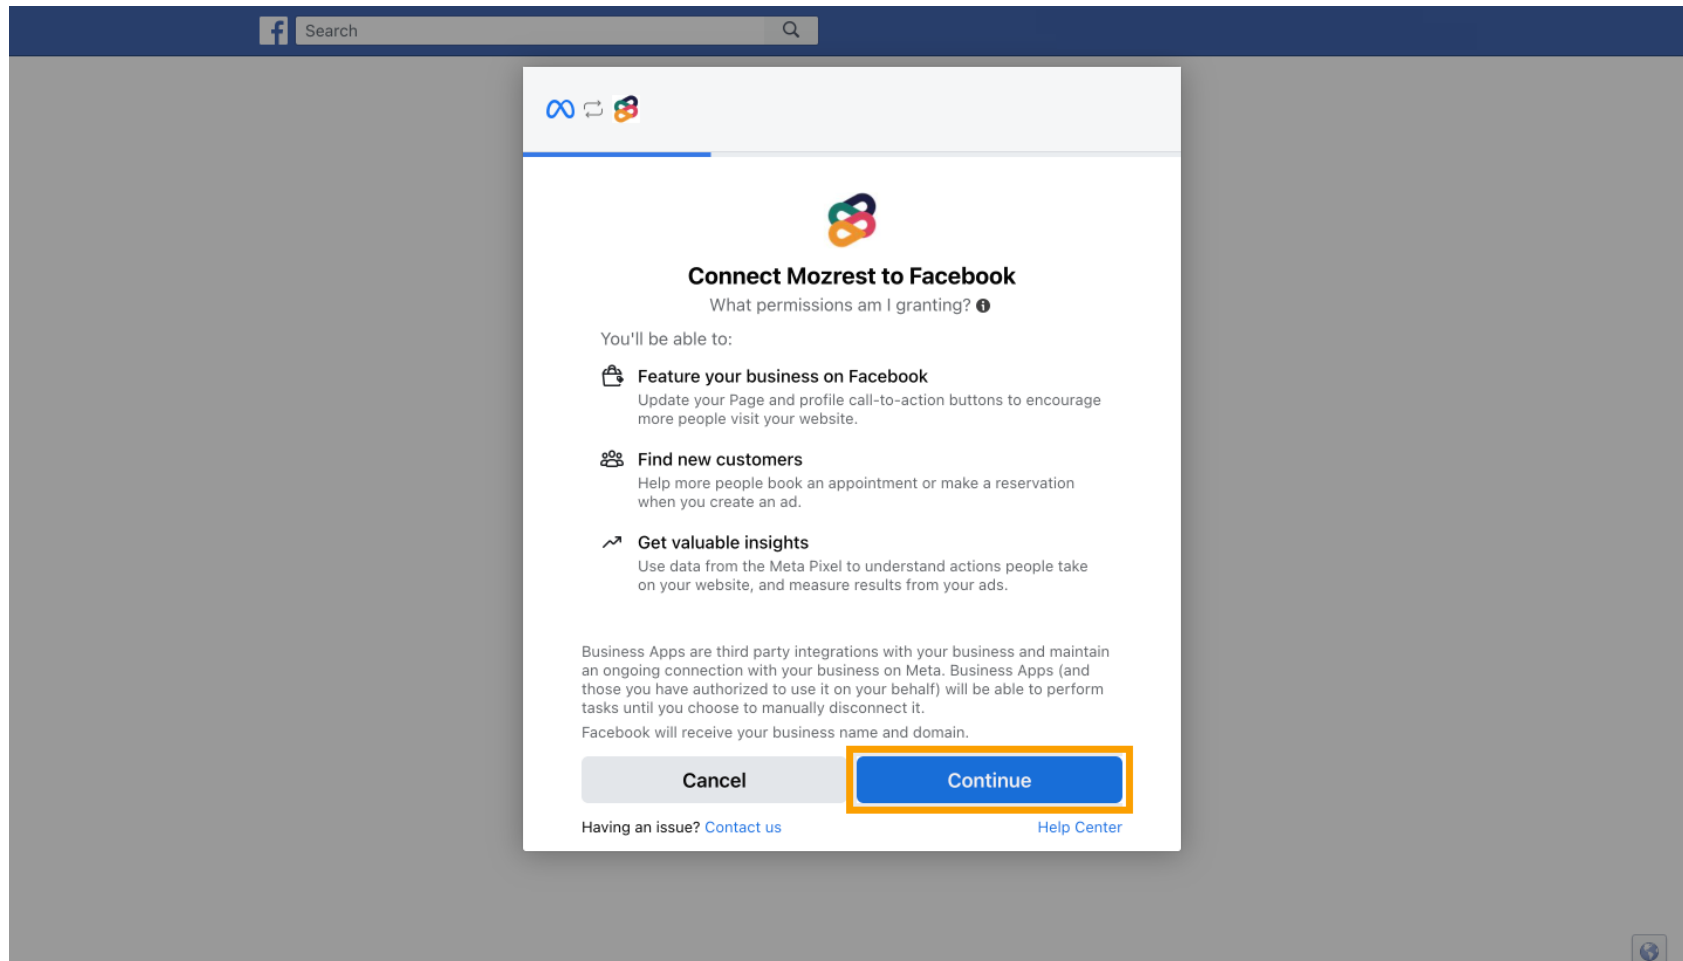 Search
Connect Mozrest to Facebook
What permissions am I granting?
You'll be able to:
Feature your business on Facebook
Update your Page and profile call-to-action buttons to encourage
more people visit your website.
Find new customers
Help more people book an appointment or make a reservation
when you create an ad.
Get valuable insights
Use data from the Meta Pixel to understand actions people take
on your website, and measure results from your ads.
Business Apps are third party integrations with your business and maintain
an ongoing connection with your business on Meta. Business Apps (and
those you have authorized to use it on your behalf) will be able to perform
tasks until you choose to manually disconnect it.
Facebook will receive your business name and domain.
Cancel Continue
Having an issue? Contact us Help Center